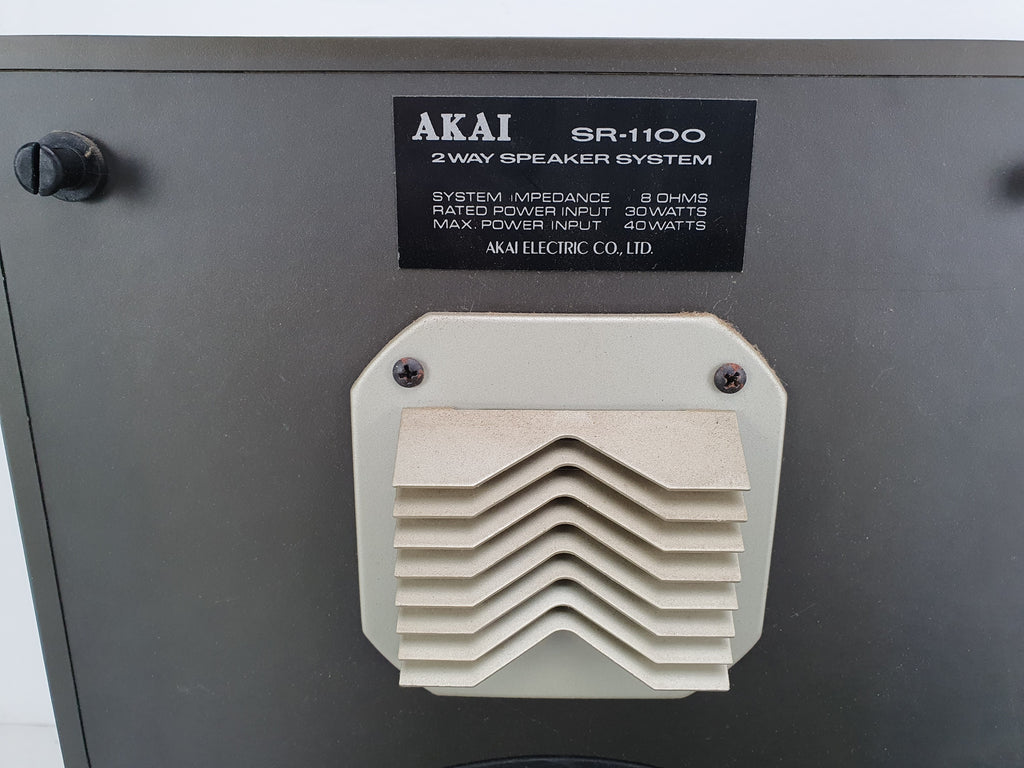 AKAI SR-1100
2 WAY SPEAKER SYSTEM
SYSTEM IMPEDANCE 8 OHMS
RATED POWER INPUT 30 WATTS
MAX. POWER INPUT 40 WATTS
AKAI ELECTRIC CO., LTD.